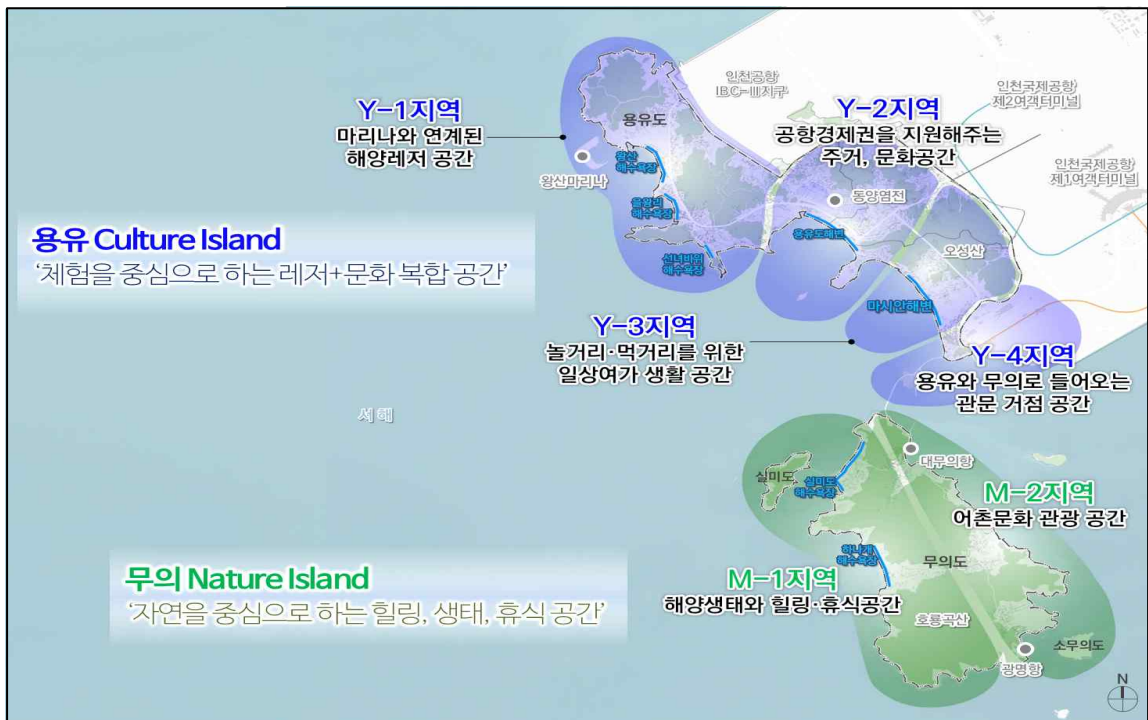 인천공항
IBC-III지구
인천국제공항
제2여객터미널
Y-1지역
마리나와 연계된
해양레저 공간
Y-2지역
공항경제권을 지원해주는
주거, 문화공간
용유도
왕산
해수욕장
왕산마리나
을왕리
해수욕장
선녀바위
해수욕장
인천국제공항
제1여객터미널
동양염전
용유도해변
오성산
마시안해변
용유 Culture Island
‘체험을 중심으로 하는 레저+문화 복합 공간’
Y-3지역
놀거리·먹거리를 위한
일상여가 생활 공간
Y-4지역
용유와 무의로 들어오는
관문 거점 공간
서해
대무의항
실미도
실미도
해수욕장
M-2지역
어촌문화 관광 공간
하나개
해수욕장
무의도
M-1지역
해양생태와 힐링·휴식공간
무의 Nature Island
‘자연을 중심으로 하는 힐링, 생태, 휴식 공간’
호룡곡산
소무의도
광명항
N